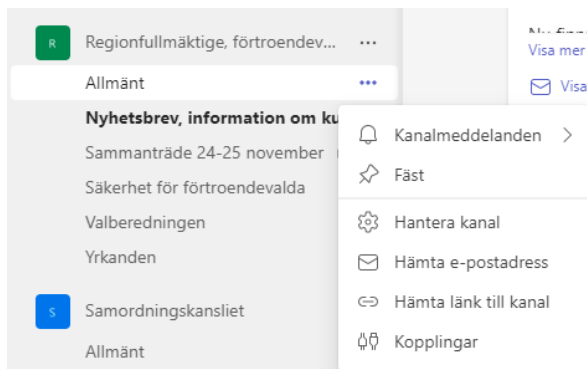 R Regionfullmäktige, förtroendev...
Visa mer
Allmänt
Visa
Nyhetsbrev, information om ku
Kanalmeddelanden
Sammanträde 24-25 november
Fäst
Säkerhet för förtroendevalda
Valberedningen
Hantera kanal
Yrkanden
Hämta e-postadress
S Samordningskansliet
Hämta länk till kanal
Allmänt
Kopplingar